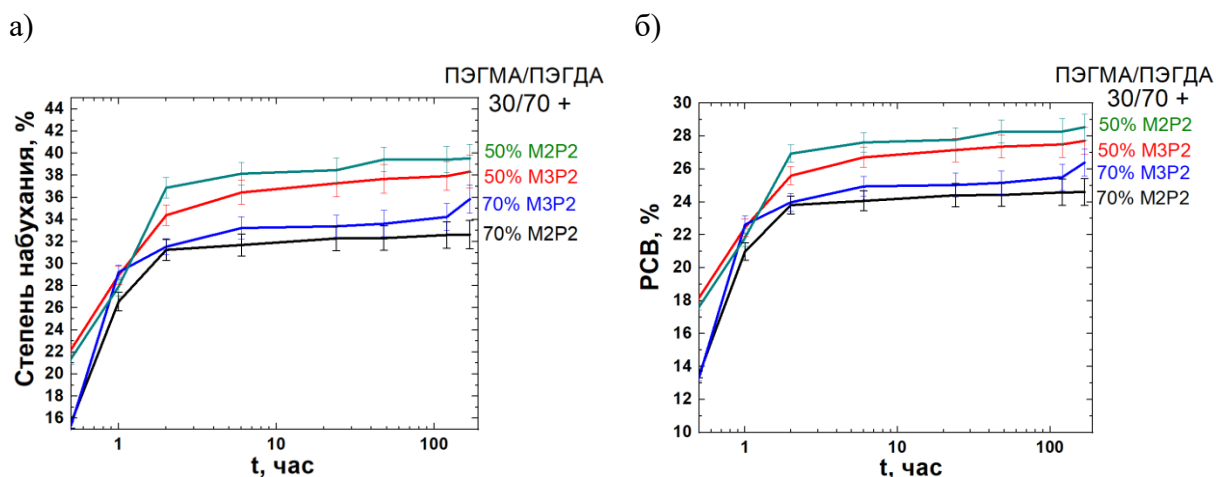 а)
Степень набухания, %
44
42
40
38
36
34
32
30
28
26
24
22
20
18
16
1
10
100
t, час
ПЭГМА/ПЭГДА
30/70 +
50% M2P2
50% M3P2
70% M3P2
70% M2P2
б)
РСВ, %
30
28
26
24
22
20
18
16
14
12
10
1
10
100
t, час
ПЭГМА/ПЭГДА
30/70 +
50% M2P2
50% M3P2
70% M3P2
70% M2P2